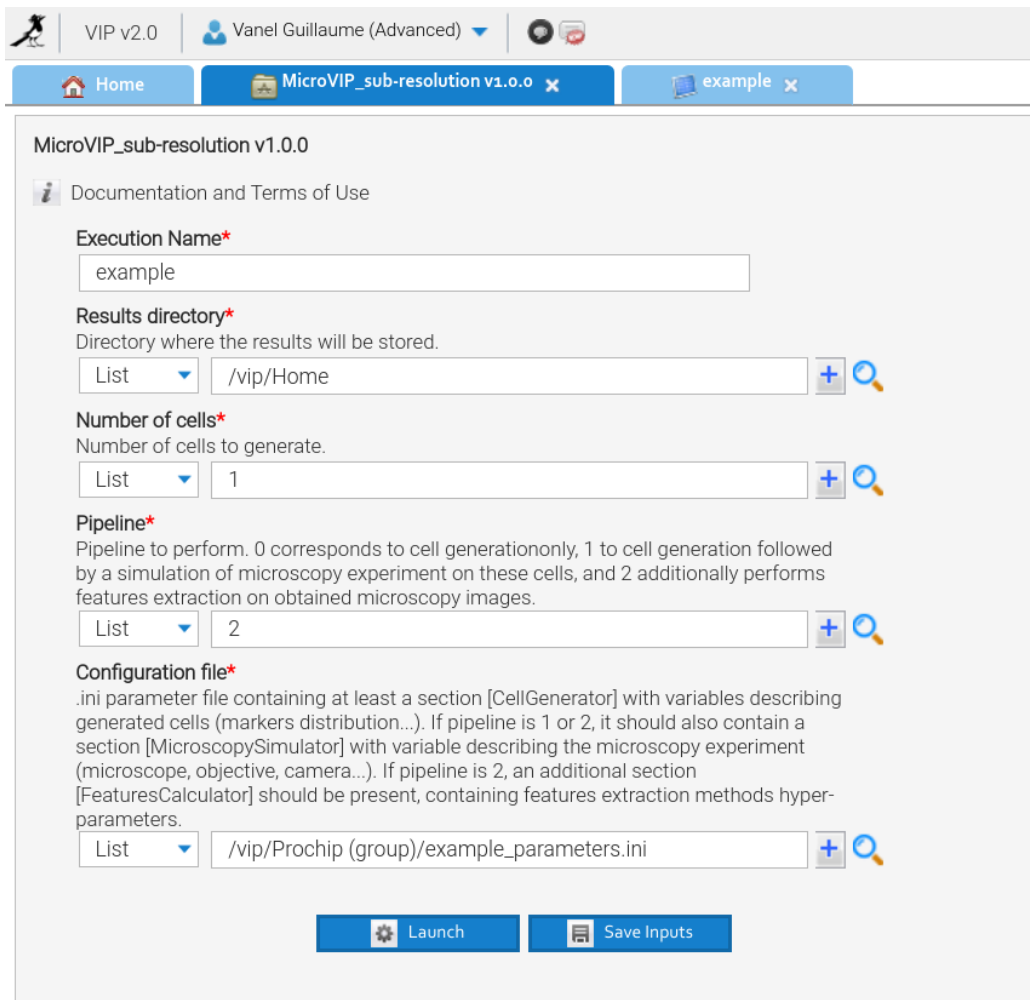 VIP v2.0 Vanel Guillaume (Advanced)
Home MicroVIP_sub-resolution v1.0.0 example
MicroVIP_sub-resolution v1.0.0
i Documentation and Terms of Use
Execution Name*
example
Results directory*
Directory where the results will be stored.
List /vip/Home +
Number of cells*
Number of cells to generate.
List 1 +
Pipeline*
Pipeline to perform. 0 corresponds to cell generationonly, 1 to cell generation followed
by a simulation of microscopy experiment on these cells, and 2 additionally performs
features extraction on obtained microscopy images.
List 2 +
Configuration file*
.ini parameter file containing at least a section [CellGenerator] with variables describing
generated cells (markers distribution...). If pipeline is 1 or 2, it should also contain a
section [MicroscopySimulator] with variable describing the microscopy experiment
(microscope, objective, camera...). If pipeline is 2, an additional section
[FeaturesCalculator] should be present, containing features extraction methods hyper-
parameters.
List /vip/Prochip (group)/example_parameters.ini +
Launch Save Inputs